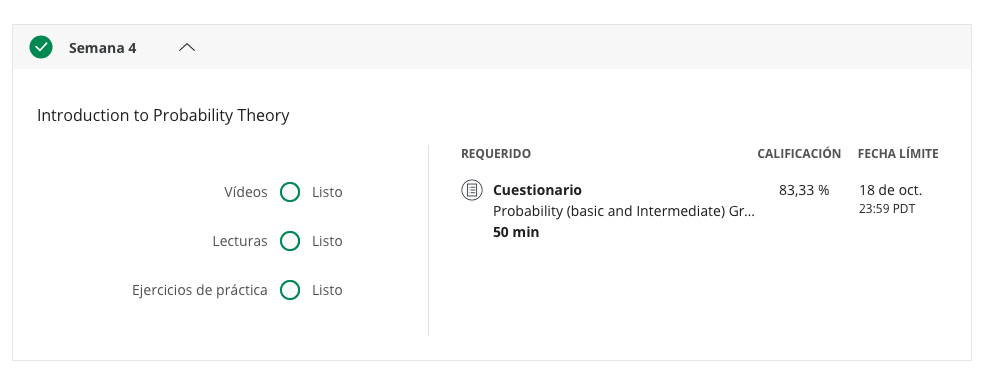 Semana 4
Introduction to Probability Theory
Vídeos Listo
Lecturas Listo
Ejercicios de práctica Listo
REQUERIDO CALIFICACIÓN FECHA LÍMITE
Cuestionario 83,33 % 18 de oct.
Probability (basic and Intermediate) Gr... 23:59 PDT
50 min